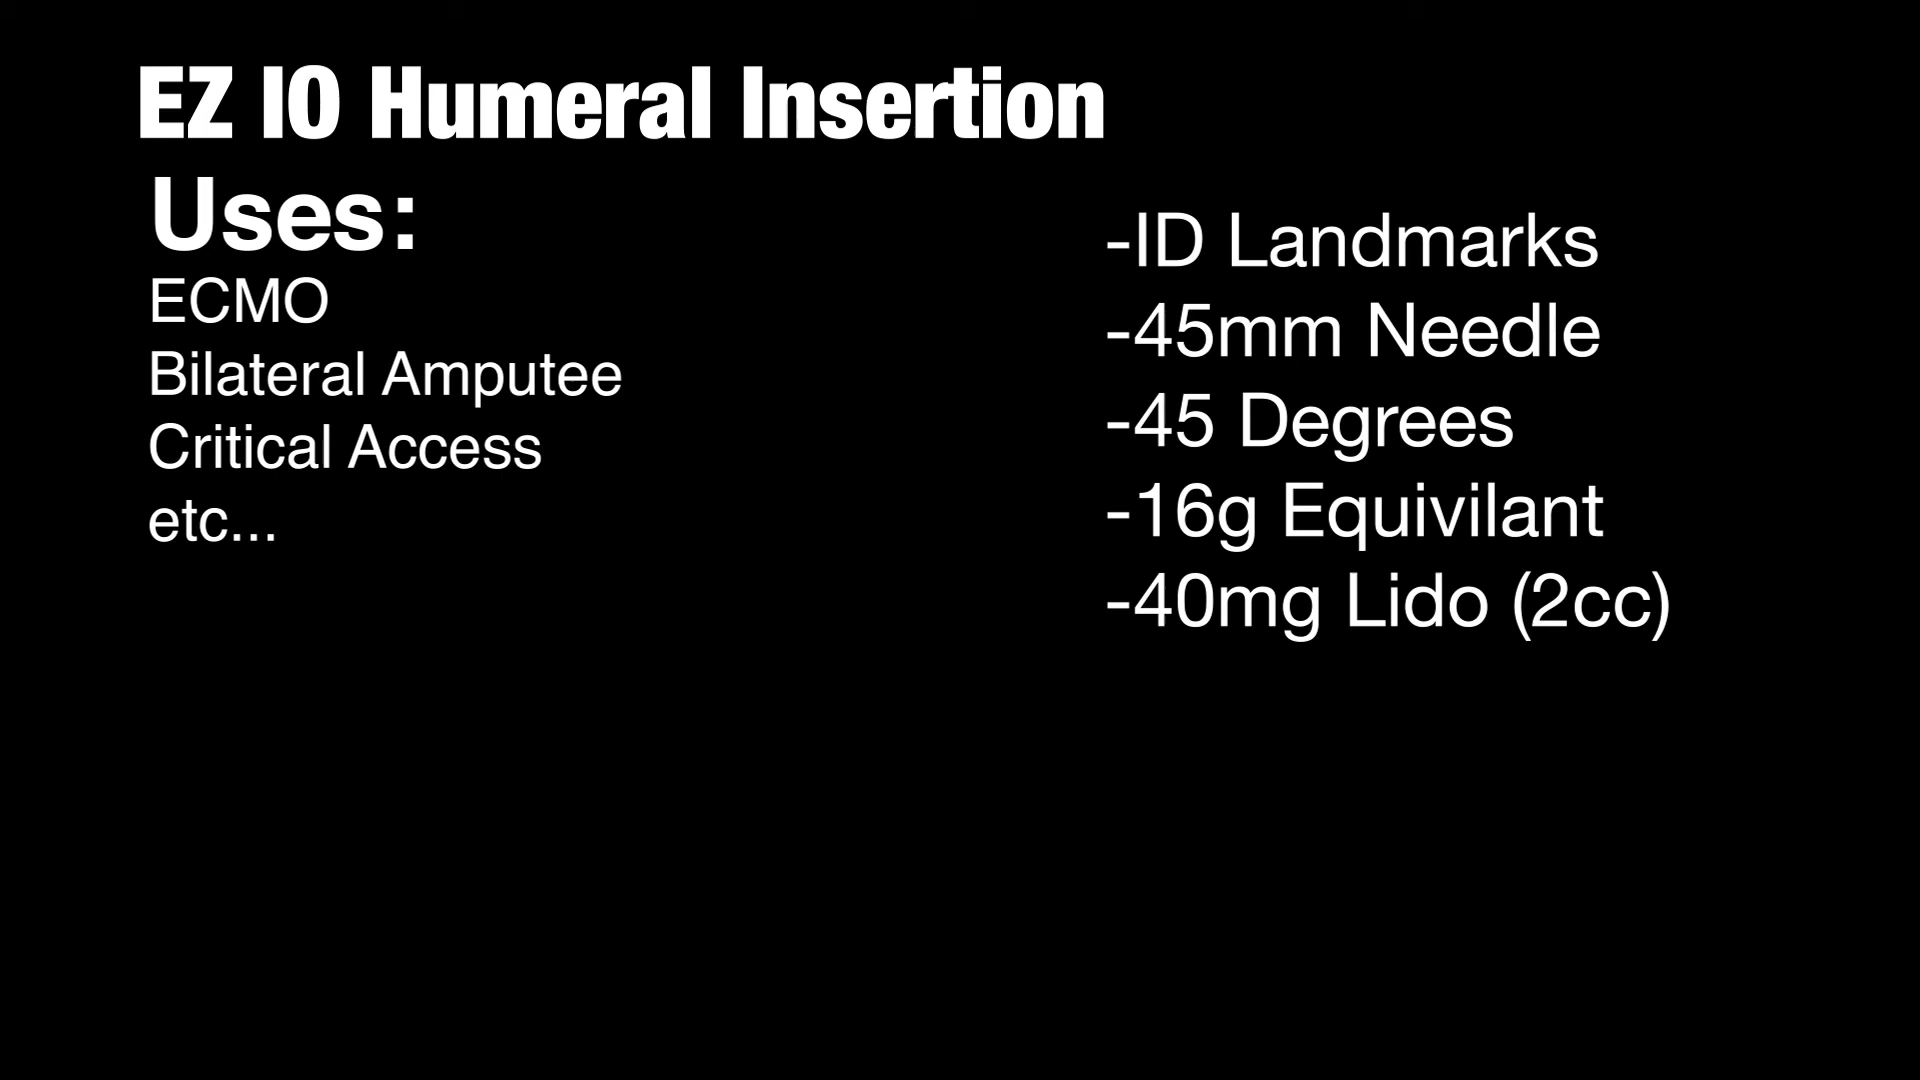 EZ IO Humeral Insertion
Uses:
ECMO
Bilateral Amputee
Critical Access
etc...
-ID Landmarks
-45mm Needle
-45 Degrees
-16g Equivilant
-40mg Lido (2cc)